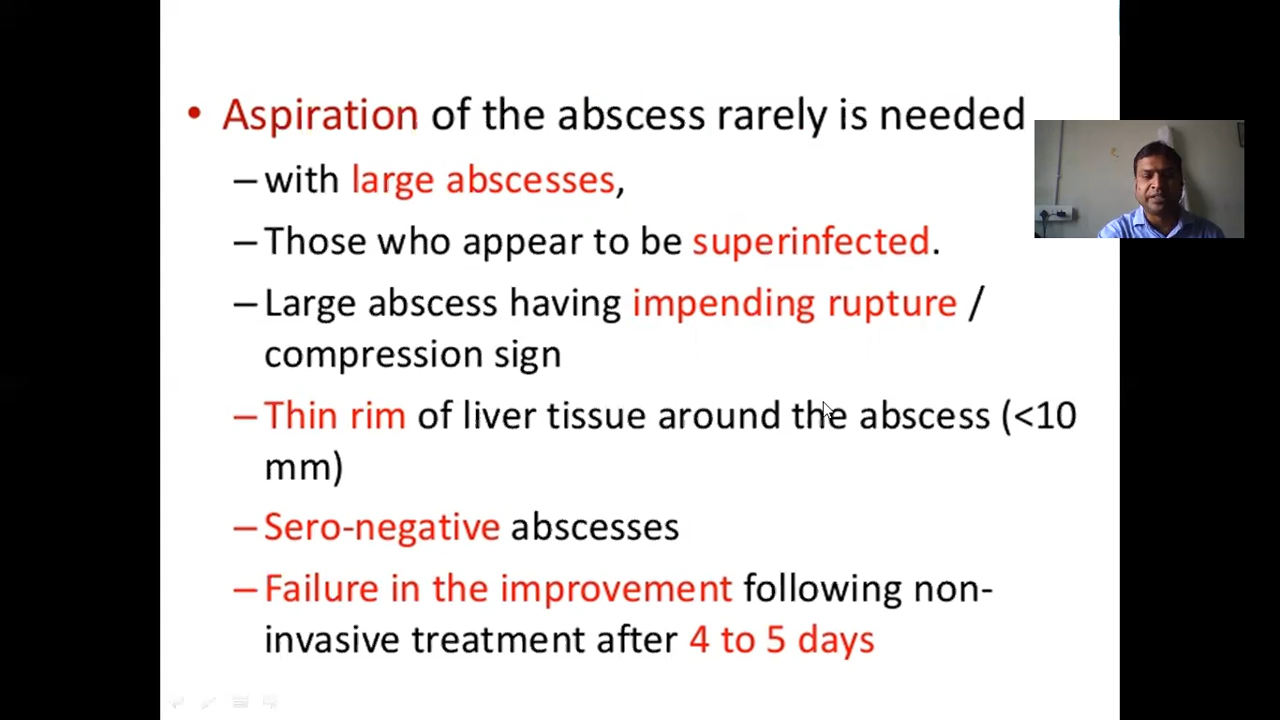 • Aspiration of the abscess rarely is needed
– with large abscesses,
– Those who appear to be superinfected.
– Large abscess having impending rupture /
compression sign
– Thin rim of liver tissue around the abscess (<10
mm)
– Sero-negative abscesses
– Failure in the improvement following non-
invasive treatment after 4 to 5 days